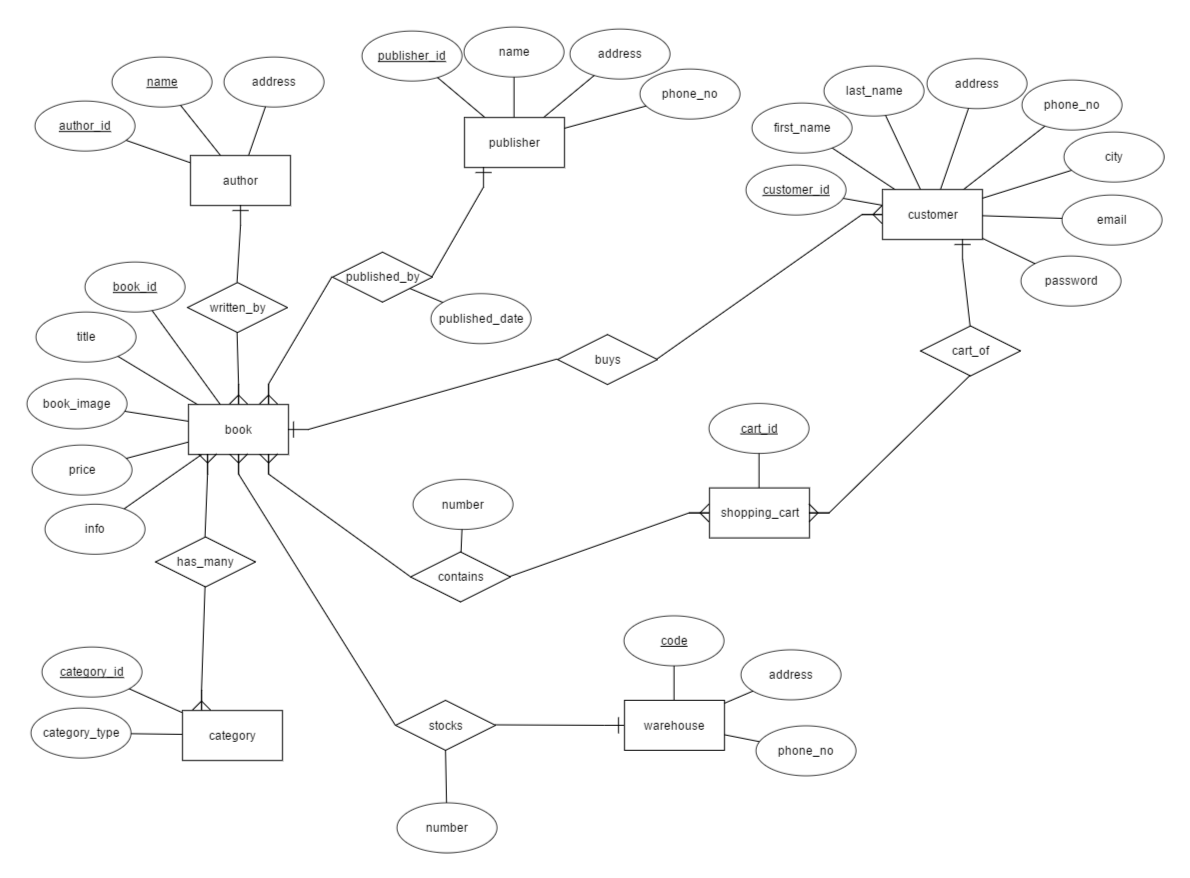 publisher_id
name
address
phone_no
publisher
name
address
author_id
author
last_name
address
phone_no
first_name
city
customer_id
customer
email
password
published_by
published_date
book_id
written_by
title
book_image
book
price
info
buys
cart_of
cart_id
shopping_cart
number
contains
has_many
category_id
category_type
category
code
address
warehouse
phone_no
stocks
number